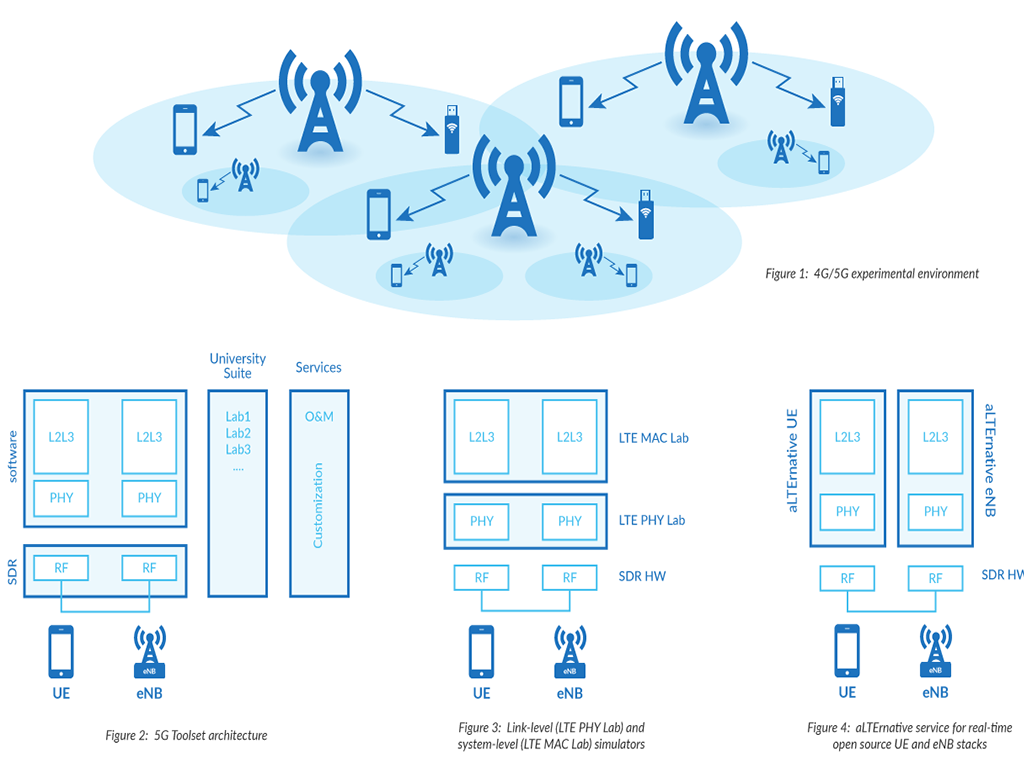 Figure 1: 4G/5G experimental environment
University
Suite
Services
software
L2L3
L2L3
PHY
PHY
SDR
RF
RF
Lab1
Lab2
Lab3
....
O&M
Customization
eNB
UE
eNB
Figure 2: 5G Toolset architecture
L2L3
L2L3
LTE MAC Lab
PHY
PHY
LTE PHY Lab
RF
RF
SDR HW
eNB
UE
eNB
Figure 3: Link-level (LTE PHY Lab) and
system-level (LTE MAC Lab) simulators
aLTErnative UE
L2L3
L2L3
PHY
PHY
aLTErnative eNB
RF
RF
SDR HW
eNB
UE
eNB
Figure 4: aLTErnative service for real-time
open source UE and eNB stacks